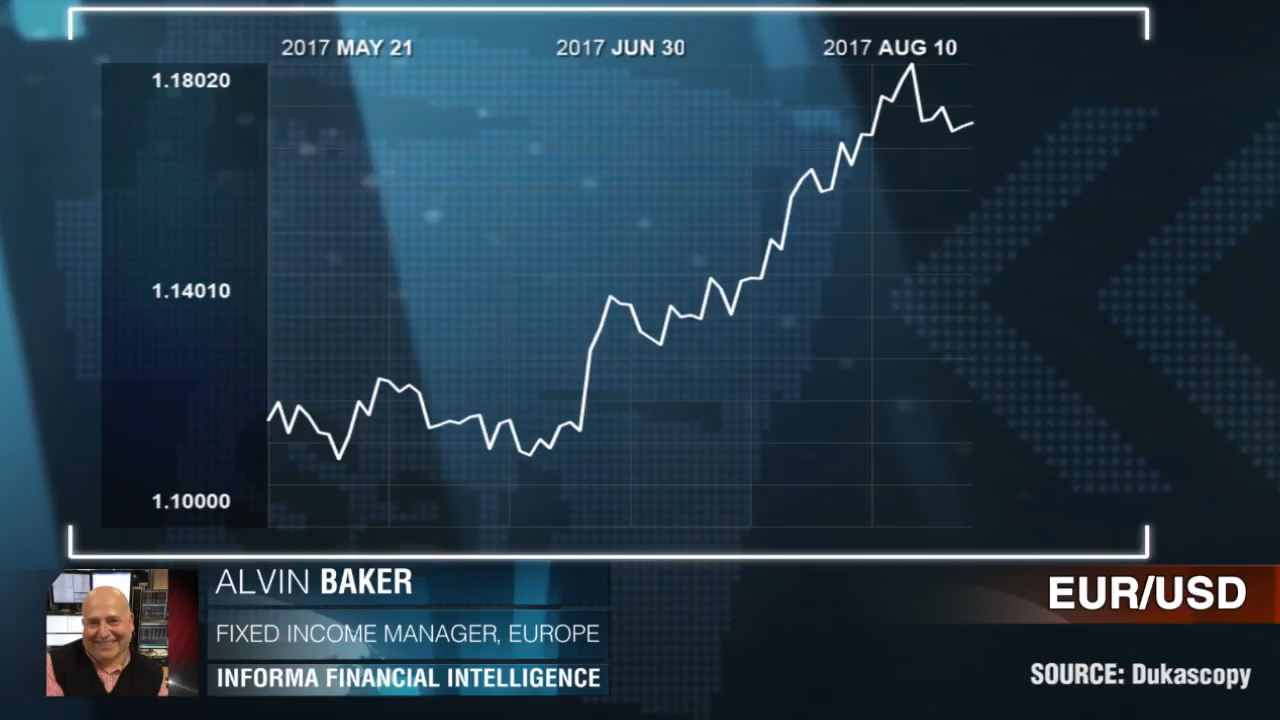 2017 MAY 21
2017 JUN 30
2017 AUG 10
1.18020
1.14010
1.10000
ALVIN BAKER
FIXED INCOME MANAGER, EUROPE
INFORMA FINANCIAL INTELLIGENCE
EUR/USD
SOURCE: Dukascopy